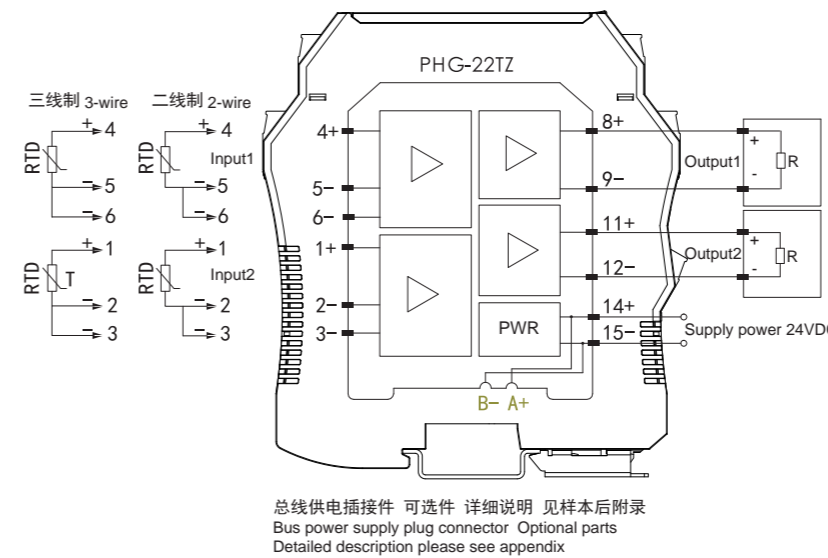 PHG-22TZ
三线制 3-wire
二线制 2-wire
RTD
+ 4
- 5
- 6
RTD
+ 4
Input1
- 5
- 6
RTD
T
+ 1
- 2
- 3
RTD
+ 1
Input2
- 2
- 3
4+
5-
6-
1+
2-
3-
PWR
8+
9-
11+
12-
14+
15-
B- A+
Output1
+
-
R
Output2
+
-
R
Supply power 24VDC
总线供电插接件 可选件 详细说明 见样本后附录
Bus power supply plug connector Optional parts
Detailed description please see appendix